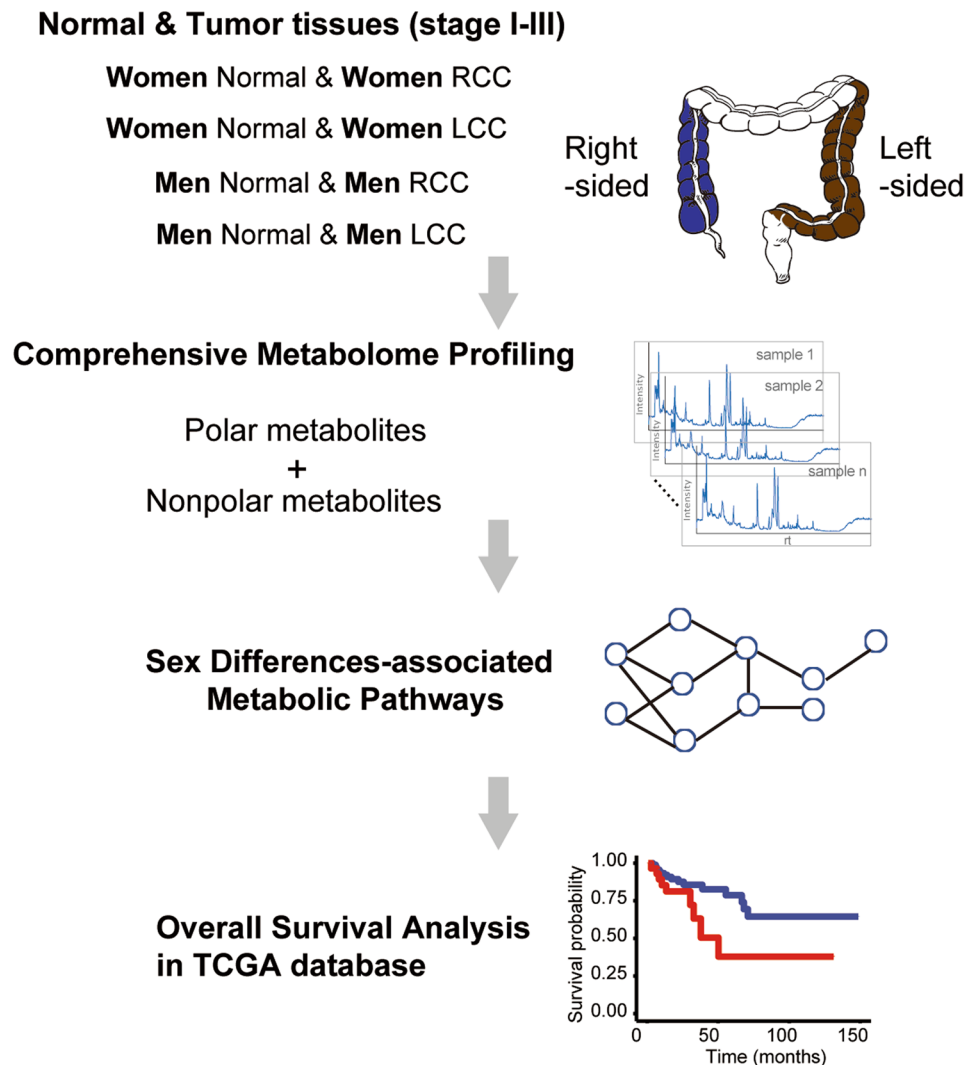 Normal & Tumor tissues (stage I-III)
Women Normal & Women RCC
Women Normal & Women LCC
Men Normal & Men RCC
Men Normal & Men LCC
Right
-sided
Left
-sided
Comprehensive Metabolome Profiling
Polar metabolites
+
Nonpolar metabolites
sample 1
Intensity
sample 2
Intensity
sample n
Intensity
rt
Sex Differences-associated
Metabolic Pathways
Overall Survival Analysis
in TCGA database
Survival probability
1.00
0.75
0.50
0.25
0.00
0 50 100 150
Time (months)